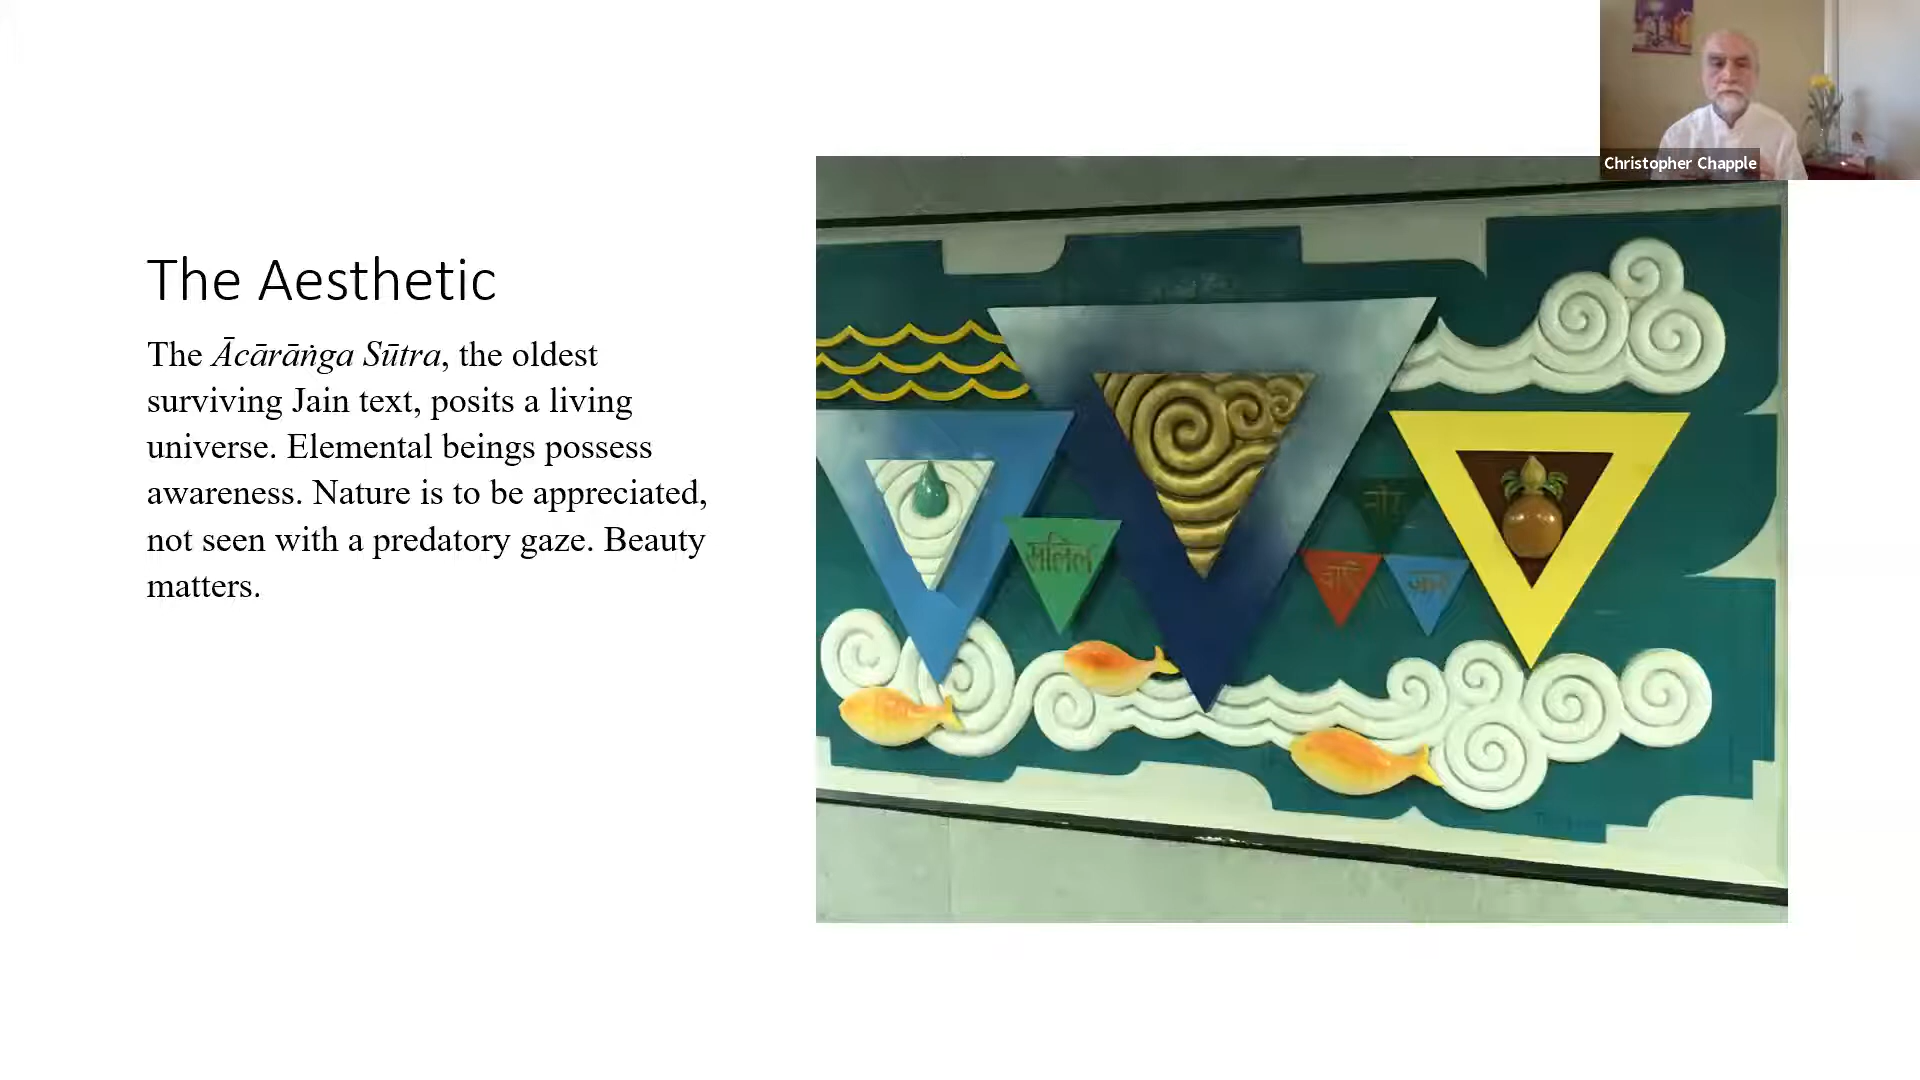 Christopher Chapple
The Aesthetic
The Ācārāṅga Sūtra, the oldest
surviving Jain text, posits a living
universe. Elemental beings possess
awareness. Nature is to be appreciated,
not seen with a predatory gaze. Beauty
matters.
सलिल
नीर